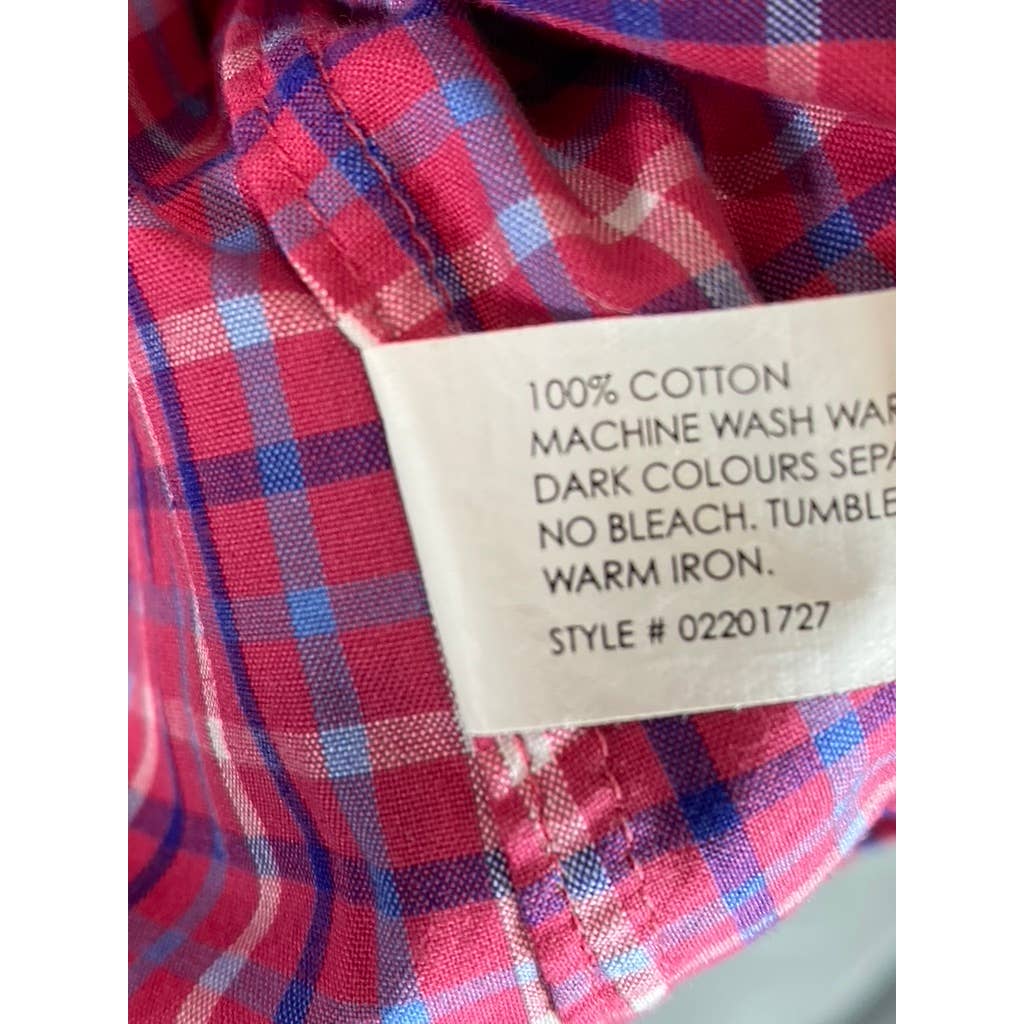 100% COTTON
MACHINE WASH WAR
DARK COLOURS SEPA
NO BLEACH. TUMBLE
WARM IRON.
STYLE # 02201727